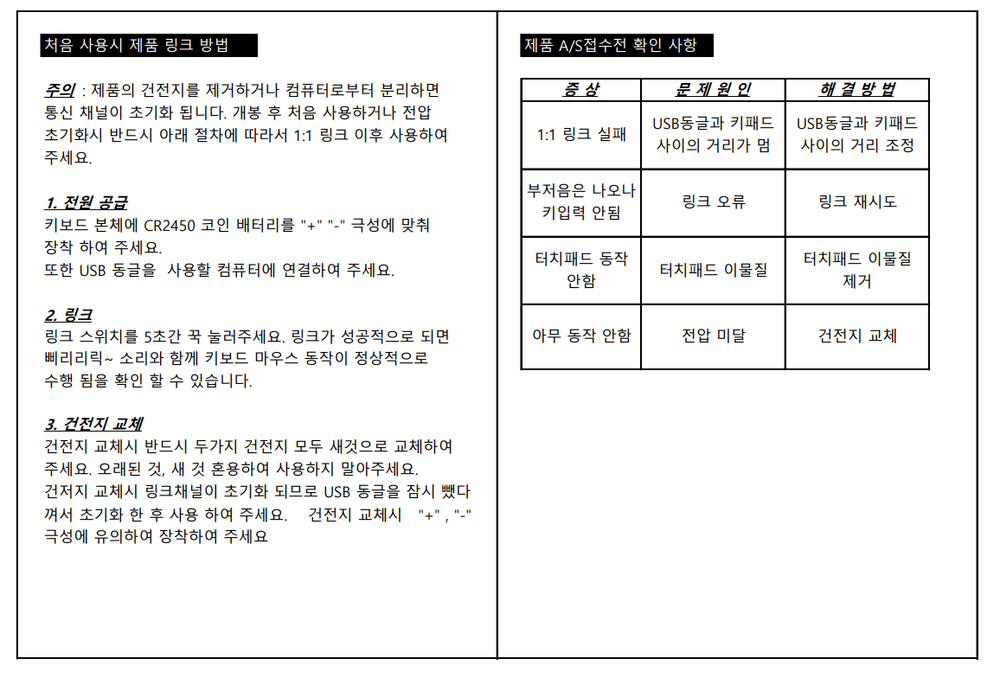 처음 사용시 제품 링크 방법
주의 : 제품의 건전지를 제거하거나 컴퓨터로부터 분리하면
통신 채널이 초기화 됩니다. 개봉 후 처음 사용하거나 전압
초기화시 반드시 아래 절차에 따라서 1:1 링크 이후 사용하여
주세요.
1. 전원 공급
키보드 본체에 CR2450 코인 배터리를 "+" "-" 극성에 맞춰
장착 하여 주세요.
또한 USB 동글을 사용할 컴퓨터에 연결하여 주세요.
2. 링크
링크 스위치를 5초간 꾹 눌러주세요. 링크가 성공적으로 되면
삐리리릭~ 소리와 함께 키보드 마우스 동작이 정상적으로
수행 됨을 확인 할 수 있습니다.
3. 건전지 교체
건전지 교체시 반드시 두가지 건전지 모두 새것으로 교체하여
주세요. 오래된 것, 새 것 혼용하여 사용하지 말아주세요.
건저지 교체시 링크채널이 초기화 되므로 USB 동글을 잠시 뺐다
껴서 초기화 한 후 사용 하여 주세요. 건전지 교체시 "+" , "-"
극성에 유의하여 장착하여 주세요
제품 A/S접수전 확인 사항
증 상 문 제 원 인 해 결 방 법
1:1 링크 실패 USB동글과 키패드 USB동글과 키패드
사이의 거리가 멈 사이의 거리 조정
부저음은 나오나 링크 오류 링크 재시도
키입력 안됨
터치패드 동작 터치패드 이물질 터치패드 이물질
안함 제거
아무 동작 안함 전압 미달 건전지 교체